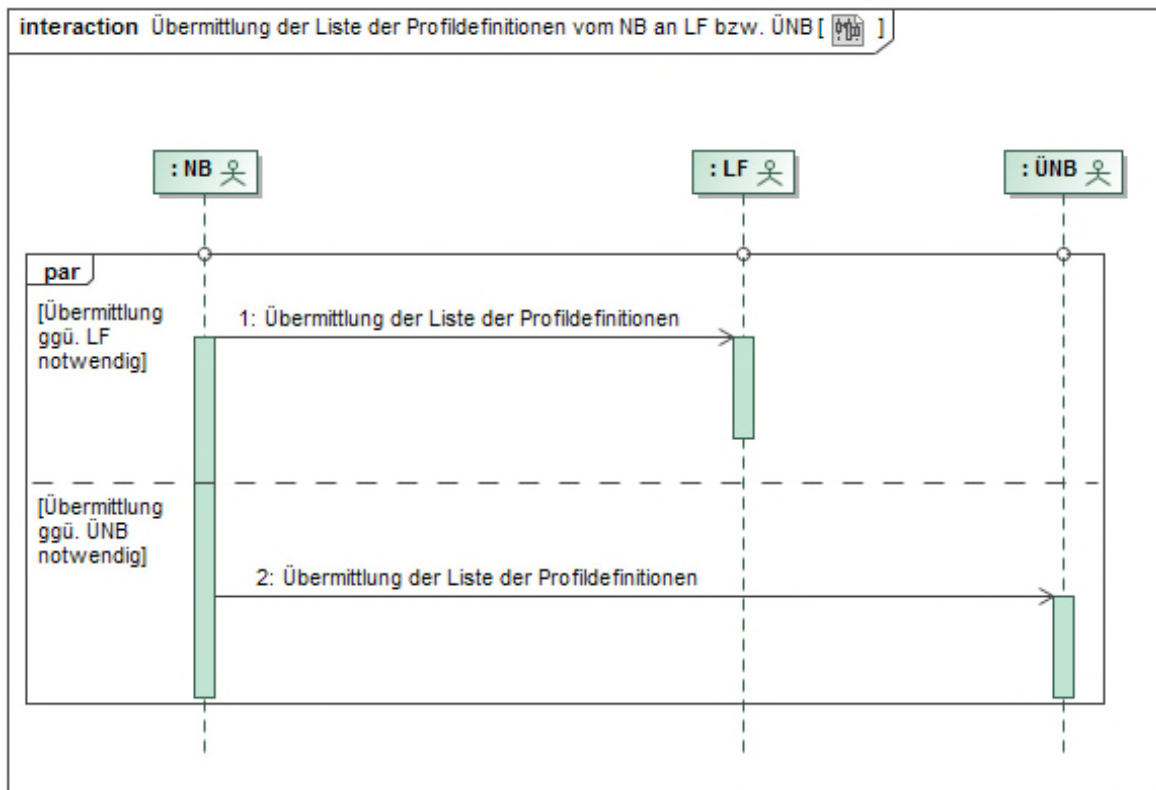 interaction Übermittlung der Liste der Profildefinitionen vom NB an LF bzw. ÜNB [ ]
: NB
: LF
: ÜNB
par
[Übermittlung
ggü. LF
notwendig]
1: Übermittlung der Liste der Profildefinitionen
[Übermittlung
ggü. ÜNB
notwendig]
2: Übermittlung der Liste der Profildefinitionen